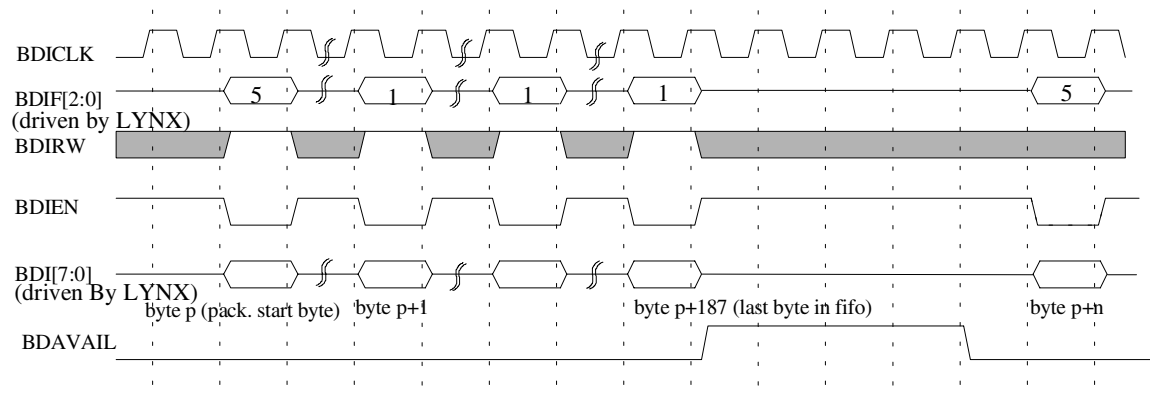 BDICLK
BDIF[2:0] 5 1 1 1 5
(driven by LYNX)
BDIRW
BDIEN
BDI[7:0]
(driven By LYNX)
byte p (pack. start byte) byte p+1 byte p+187 (last byte in fifo) byte p+n
BDAVAIL